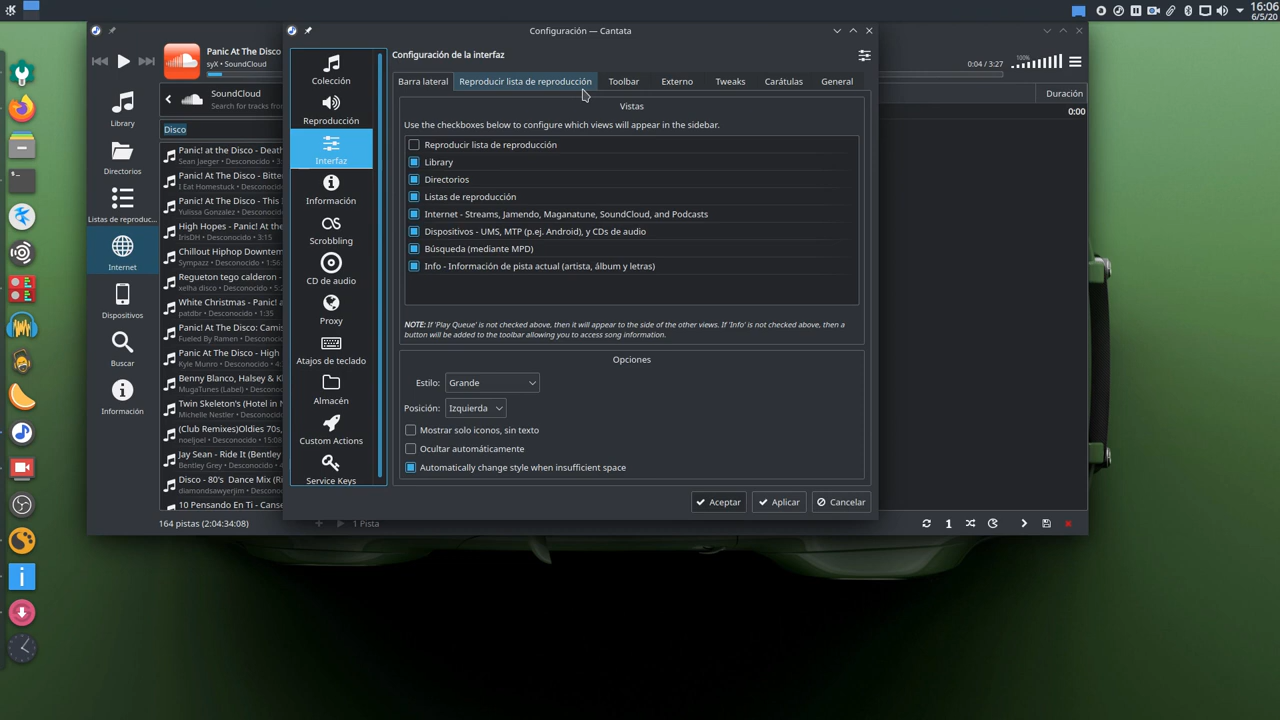 16:06
6/5/20
Configuración — Cantata
Panic At The Disco
syX • SoundCloud
0:04 / 3:27
100%
SoundCloud
Search for tracks from
Duración
0:00
Disco
Library
Directorios
Listas de reproduc...
Internet
Dispositivos
Buscar
Información
Panic! at the Disco - Death
Sean Jaeger • Desconocido
Panic! At The Disco - Bitte
I Eat Homestuck • Desconocido
Panic! At The Disco - This
Yulissa Gonzalez • Desconocido
High Hopes - Panic! At the
IrisDH • Desconocido • 3:15
Chillout Hiphop Downtem
Sympazz • Desconocido • 1:56:
Regueton tego calderon -
xelha disco • Desconocido • 5:
White Christmas - Panic! a
patdbr • Desconocido • 1:35
Panic! At The Disco: Camis
Fueled By Ramen • Desconocido
Panic At The Disco - High
Kyle Munro • Desconocido • 4:
Benny Blanco, Halsey & K
MugaTunes (Label) • Desconoc
Twin Skeleton's (Hotel in N
Michelle Nestler • Desconocido
(Club Remixes)Oldies 70s,
noeljoel • Desconocido • 15:08
Jay Sean - Ride It (Bentley
Bentley Grey • Desconocido •
Disco - 80's  Dance Mix (R
diamondsawyerjim • Desconoc
10 Pensando En Ti - Canse
164 pistas (2:04:34:08)
1 Pista
1
Colección
Reproducción
Interfaz
Información
Scrobbling
CD de audio
Proxy
Atajos de teclado
Almacén
Custom Actions
Service Keys
Configuración de la interfaz
Barra lateral
Reproducir lista de reproducción
Toolbar
Externo
Tweaks
Carátulas
General
Vistas
Use the checkboxes below to configure which views will appear in the sidebar.
Reproducir lista de reproducción
Library
Directorios
Listas de reproducción
Internet - Streams, Jamendo, Maganatune, SoundCloud, and Podcasts
Dispositivos - UMS, MTP (p.ej. Android), y CDs de audio
Búsqueda (mediante MPD)
Info - Información de pista actual (artista, álbum y letras)
NOTE: If 'Play Queue' is not checked above, then it will appear to the side of the other views. If 'Info' is not checked above, then a
button will be added to the toolbar allowing you to access song information.
Opciones
Estilo: Grande
Posición: Izquierda
Mostrar solo iconos, sin texto
Ocultar automáticamente
Automatically change style when insufficient space
Aceptar
Aplicar
Cancelar